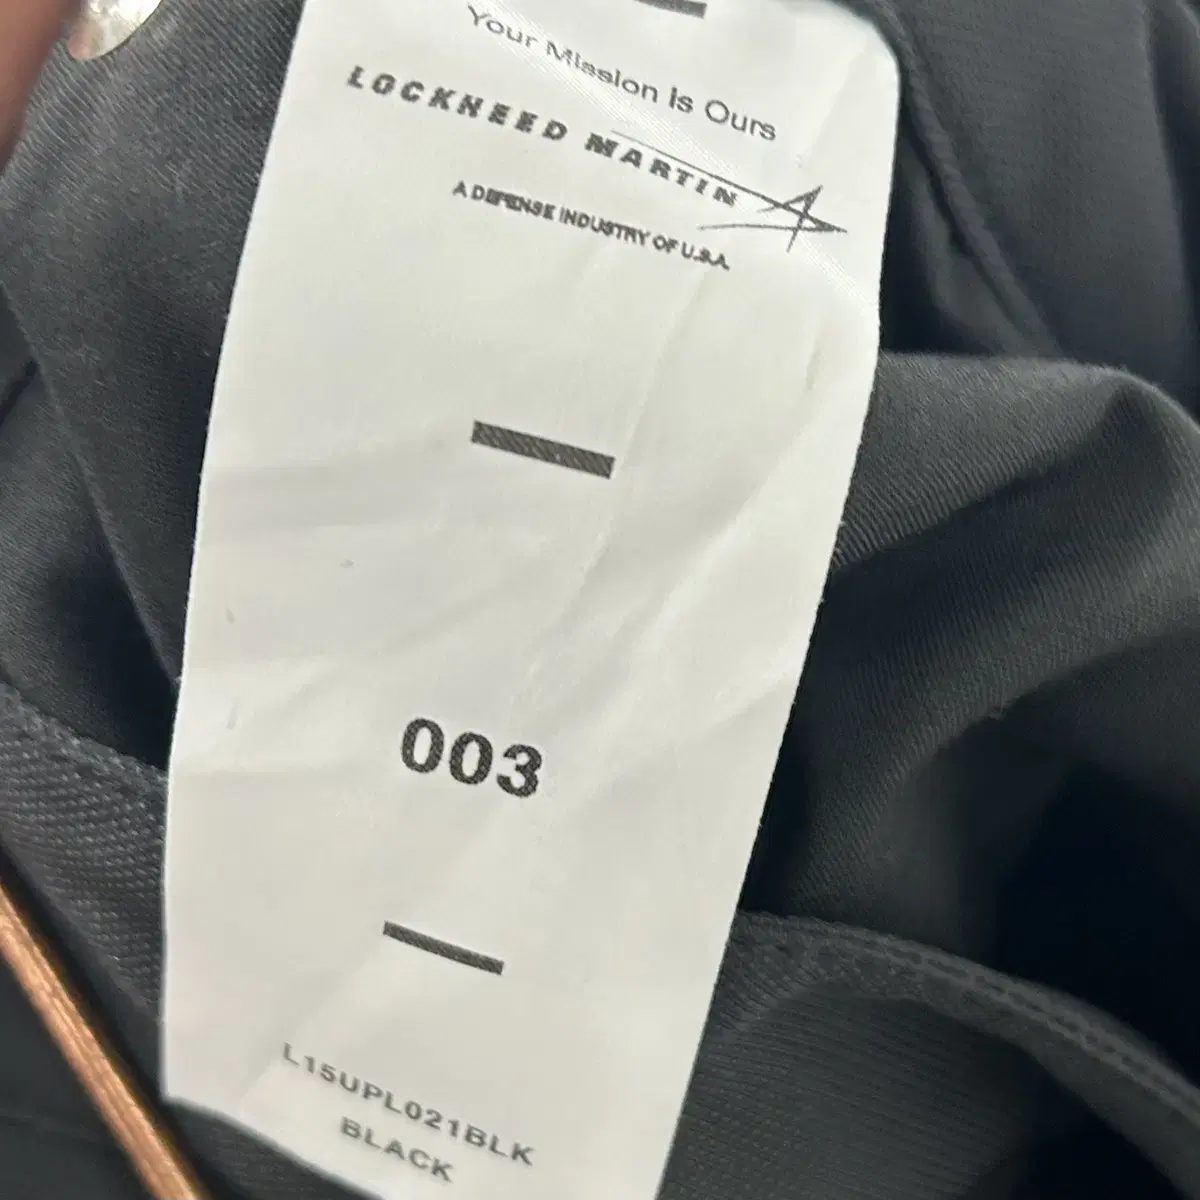 Your Mission Is Ours
LOCKHEED MARTIN
A DEFENSE INDUSTRY OF U.S.A.
003
L15UPL021BLK
BLACK